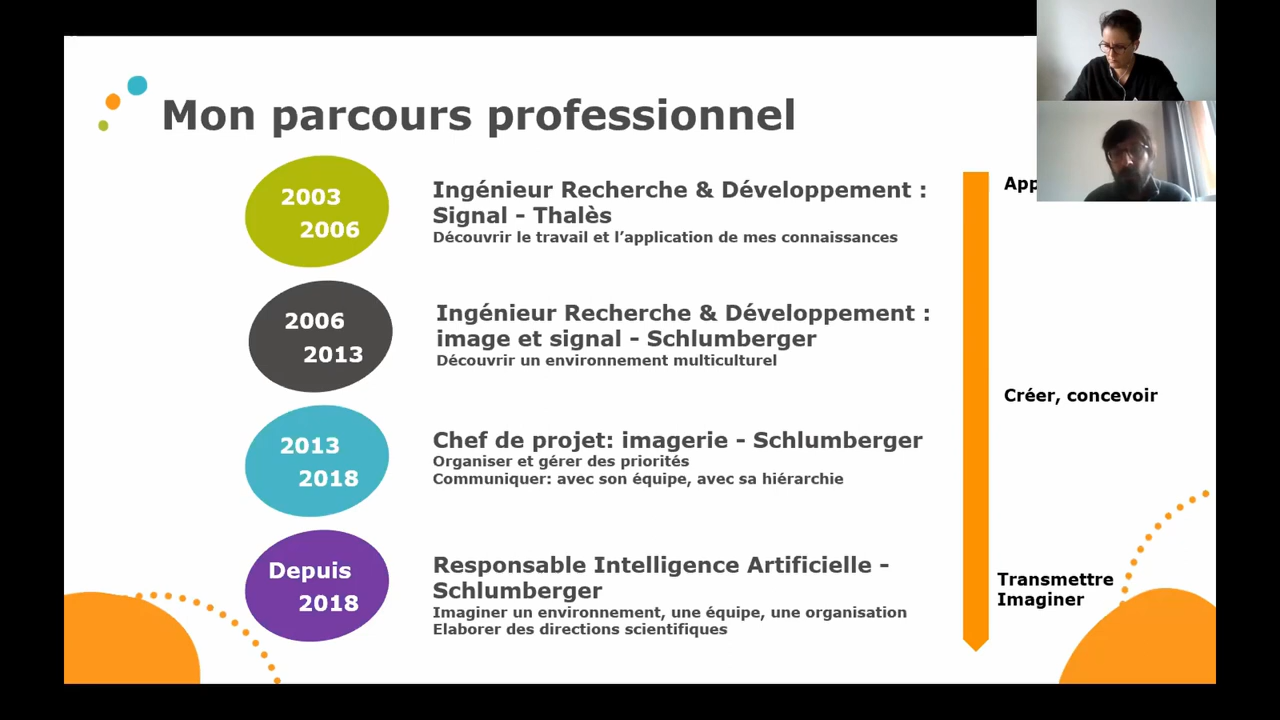 Mon parcours professionnel
2003
2006
Ingénieur Recherche & Développement :
Signal - Thalès
Découvrir le travail et l’application de mes connaissances
2006
2013
Ingénieur Recherche & Développement :
image et signal - Schlumberger
Découvrir un environnement multiculturel
2013
2018
Chef de projet: imagerie - Schlumberger
Organiser et gérer des priorités
Communiquer: avec son équipe, avec sa hiérarchie
Depuis
2018
Responsable Intelligence Artificielle -
Schlumberger
Imaginer un environnement, une équipe, une organisation
Elaborer des directions scientifiques
Créer, concevoir
Transmettre
Imaginer